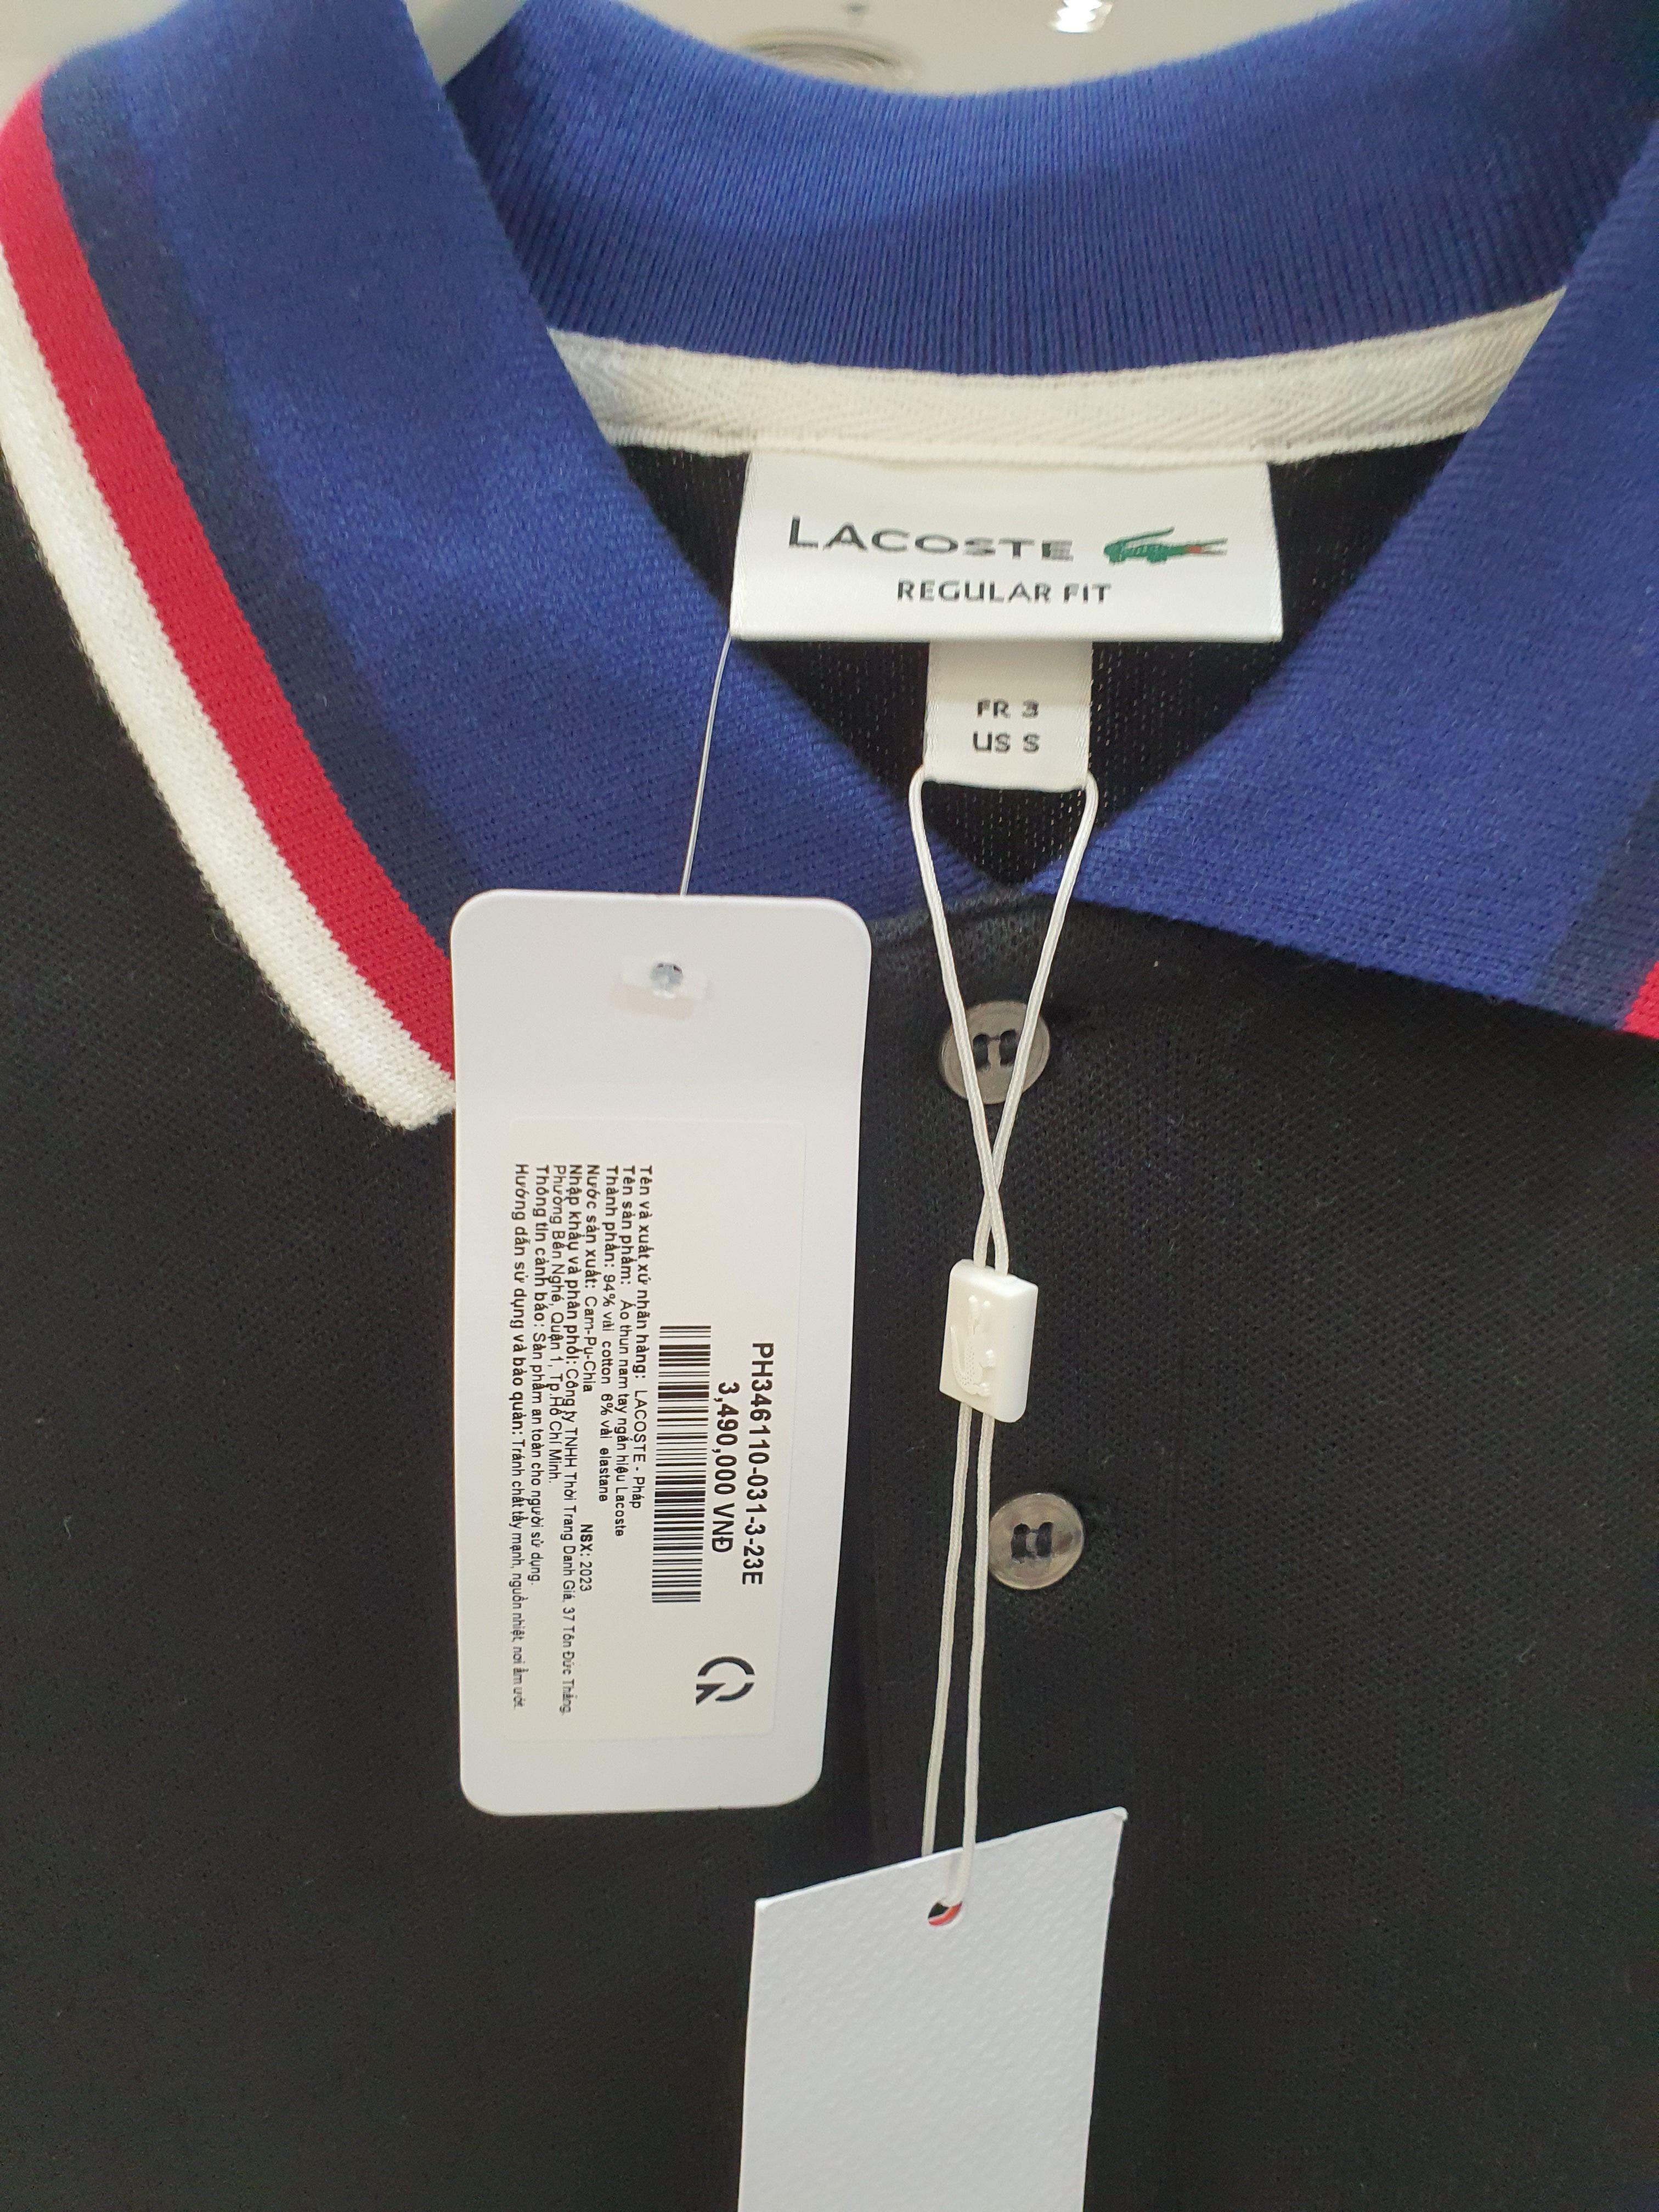 LACOSTE
REGULAR FIT
FR 3
US S
PH346110-031-3-23E
3,490,000 VNĐ
Tên và xuất xứ nhãn hàng: LACOSTE - Pháp
Tên sản phẩm: Áo thun nam tay ngắn hiệu Lacoste
Thành phần: 94% vải cotton 6% vải elastane
Nước sản xuất: Cam-Pu-Chia NSX: 2023
Nhập khẩu và phân phối: Công ty TNHH Thời Trang Danh Giá, 37 Tôn Đức Thắng,
Phường Bến Nghé, Quận 1, Tp.Hồ Chí Minh.
Thông tin cảnh báo: Sản phẩm an toàn cho người sử dụng.
Hướng dẫn sử dụng và bảo quản: Tránh chất tẩy mạnh, nguồn nhiệt, nơi ẩm ướt.